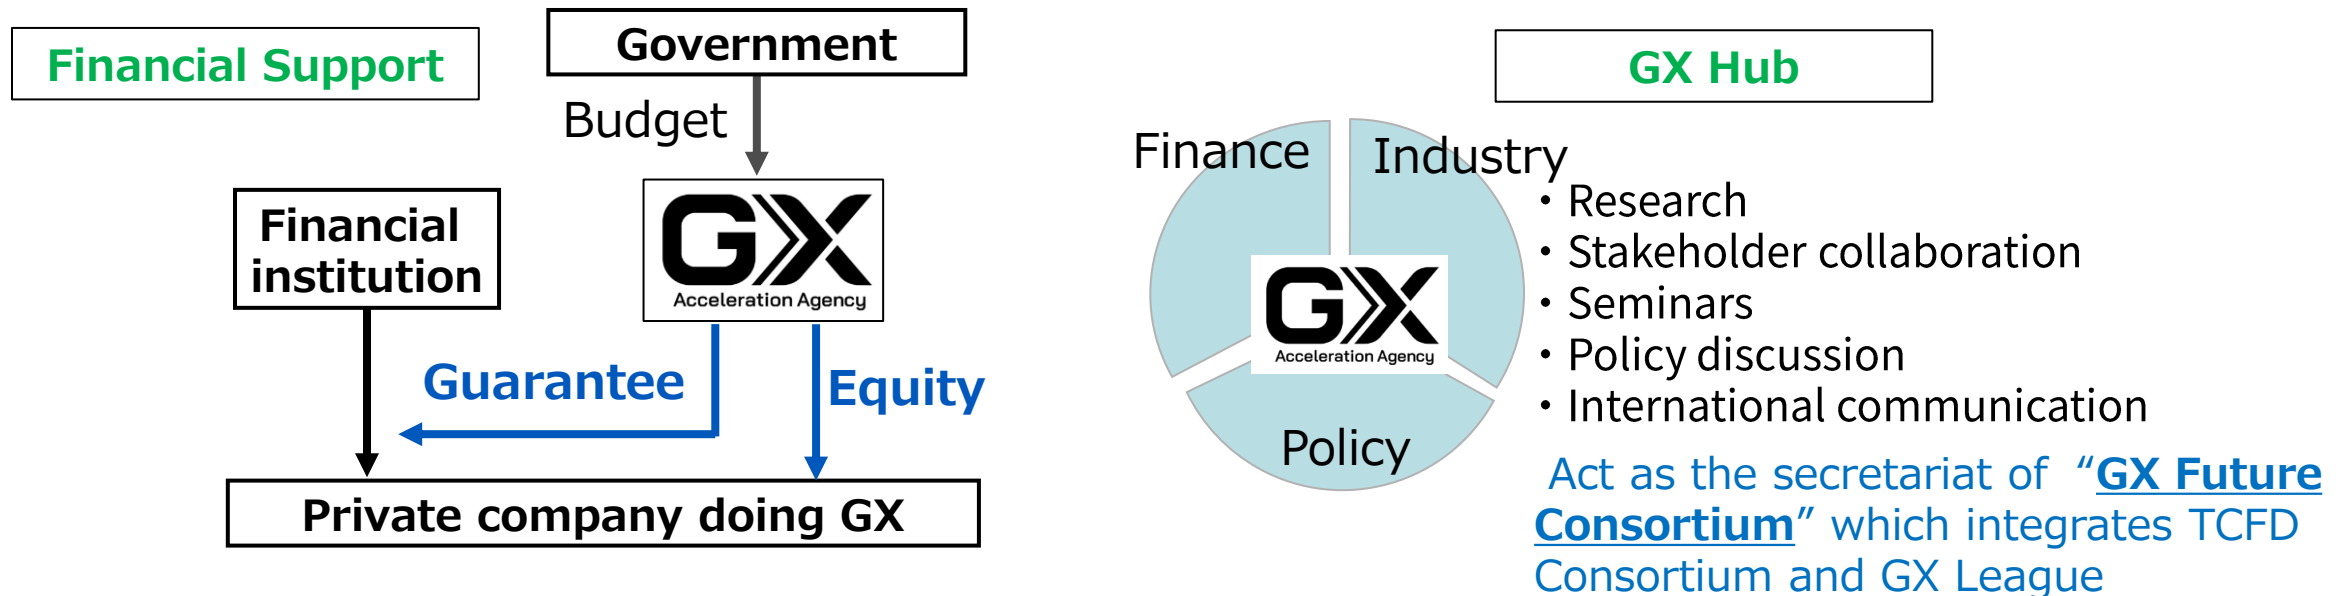 Financial Support
Government
Budget
GX
Acceleration Agency
Financial
institution
Guarantee
Equity
Private company doing GX
GX Hub
Finance
Industry
Policy
GX
Acceleration Agency
・Research
・Stakeholder collaboration
・Seminars
・Policy discussion
・International communication
Act as the secretariat of “GX Future
Consortium” which integrates TCFD
Consortium and GX League